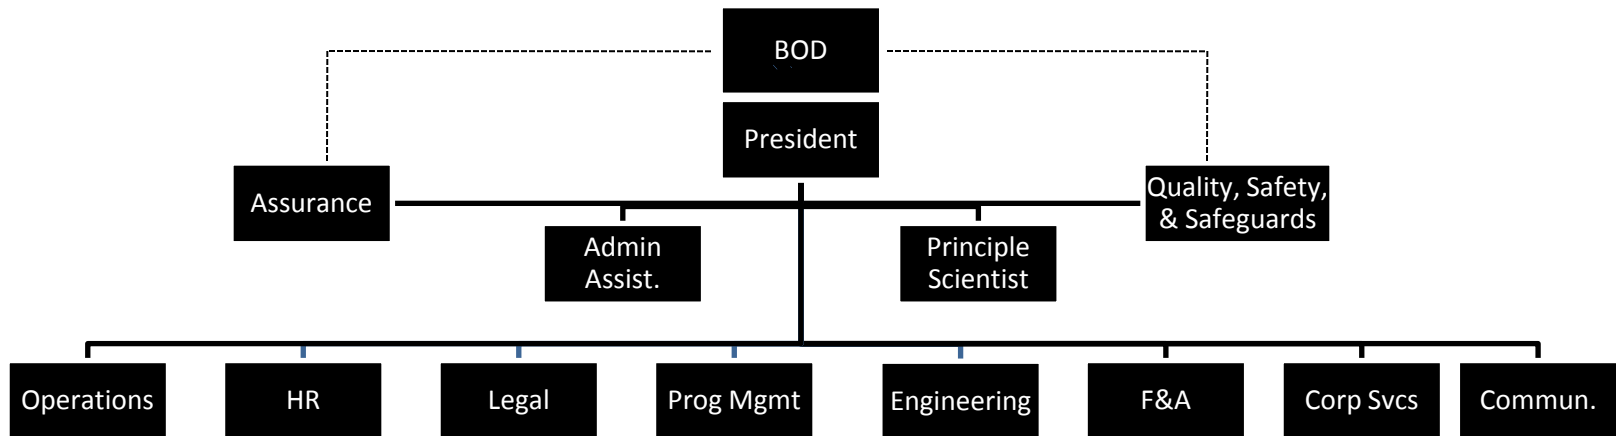 BOD
President
Assurance
Quality, Safety,
& Safeguards
Admin
Assist.
Principle
Scientist
Operations
HR
Legal
Prog Mgmt
Engineering
F&A
Corp Svcs
Commun.